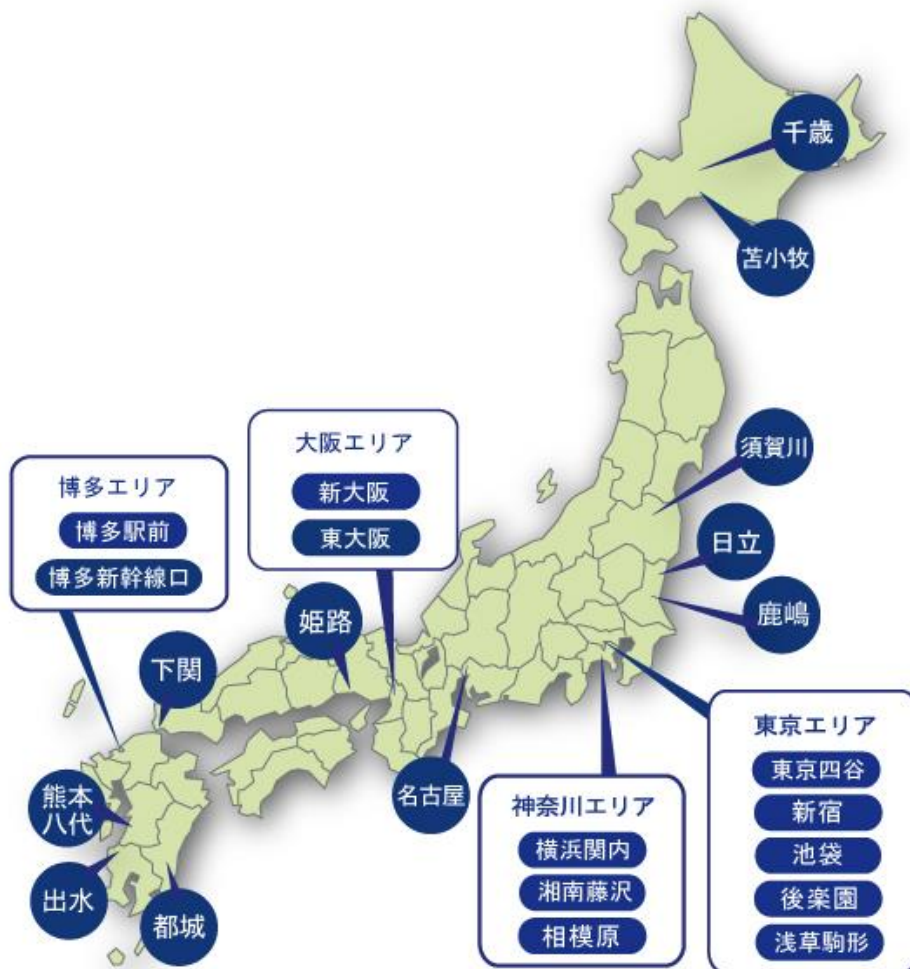 千歳
苫小牧
須賀川
日立
鹿嶋
大阪エリア
新大阪
東大阪
博多エリア
博多駅前
博多新幹線口
姫路
下関
熊本
八代
出水
都城
名古屋
神奈川エリア
横浜関内
湘南藤沢
相模原
東京エリア
東京四谷
新宿
池袋
後楽園
浅草駒形